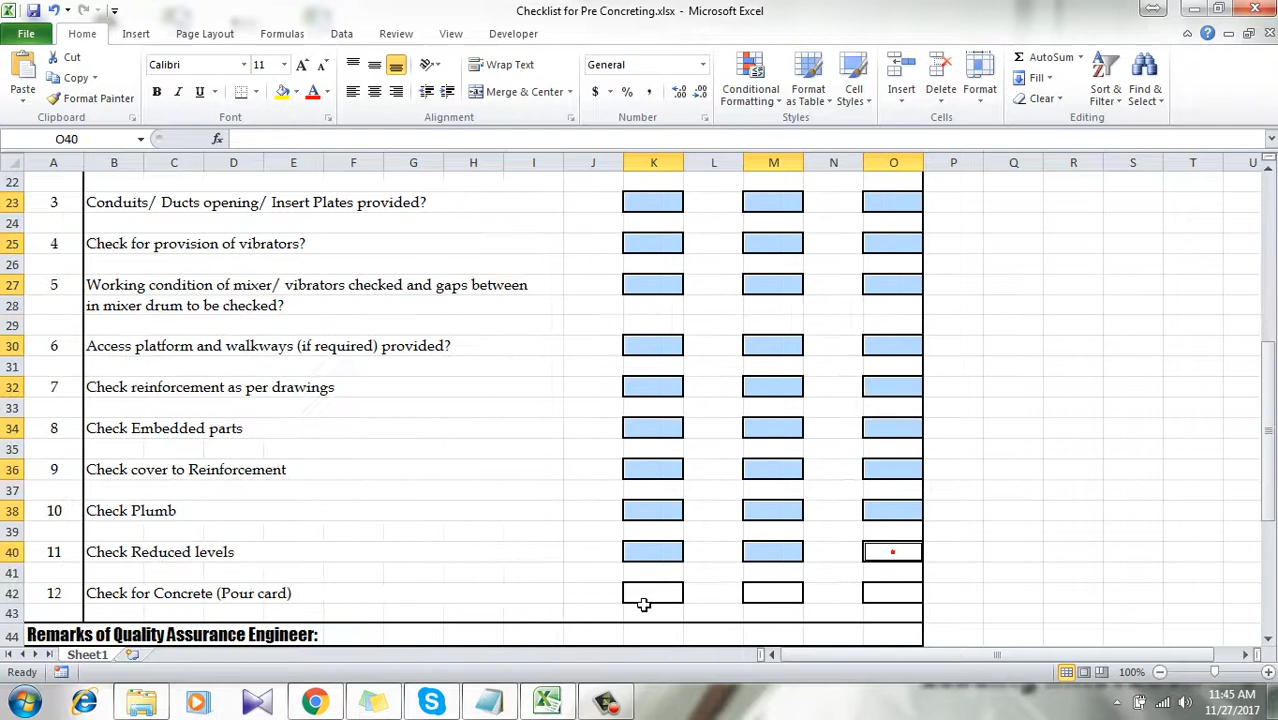 Checklist for Pre Concreting.xlsx - Microsoft Excel
File Home Insert Page Layout Formulas Data Review View Developer
Paste
Cut
Copy
Format Painter
Clipboard
Calibri 11
B I U
Font
Wrap Text
Merge & Center
Alignment
General
$ % ,
Number
Conditional Formatting
Format as Table
Cell Styles
Styles
Insert
Delete
Format
Cells
AutoSum
Fill
Clear
Sort & Filter
Find & Select
Editing
O40 fx
A B C D E F G H I J K L M N O P Q R S T U
22
23 3 Conduits/ Ducts opening/ Insert Plates provided?
24
25 4 Check for provision of vibrators?
26
27 5 Working condition of mixer/ vibrators checked and gaps between
28 in mixer drum to be checked?
29
30 6 Access platform and walkways (if required) provided?
31
32 7 Check reinforcement as per drawings
33
34 8 Check Embedded parts
35
36 9 Check cover to Reinforcement
37
38 10 Check Plumb
39
40 11 Check Reduced levels
41
42 12 Check for Concrete (Pour card)
43
44 Remarks of Quality Assurance Engineer:
Sheet1
Ready 100%
11:45 AM
11/27/2017